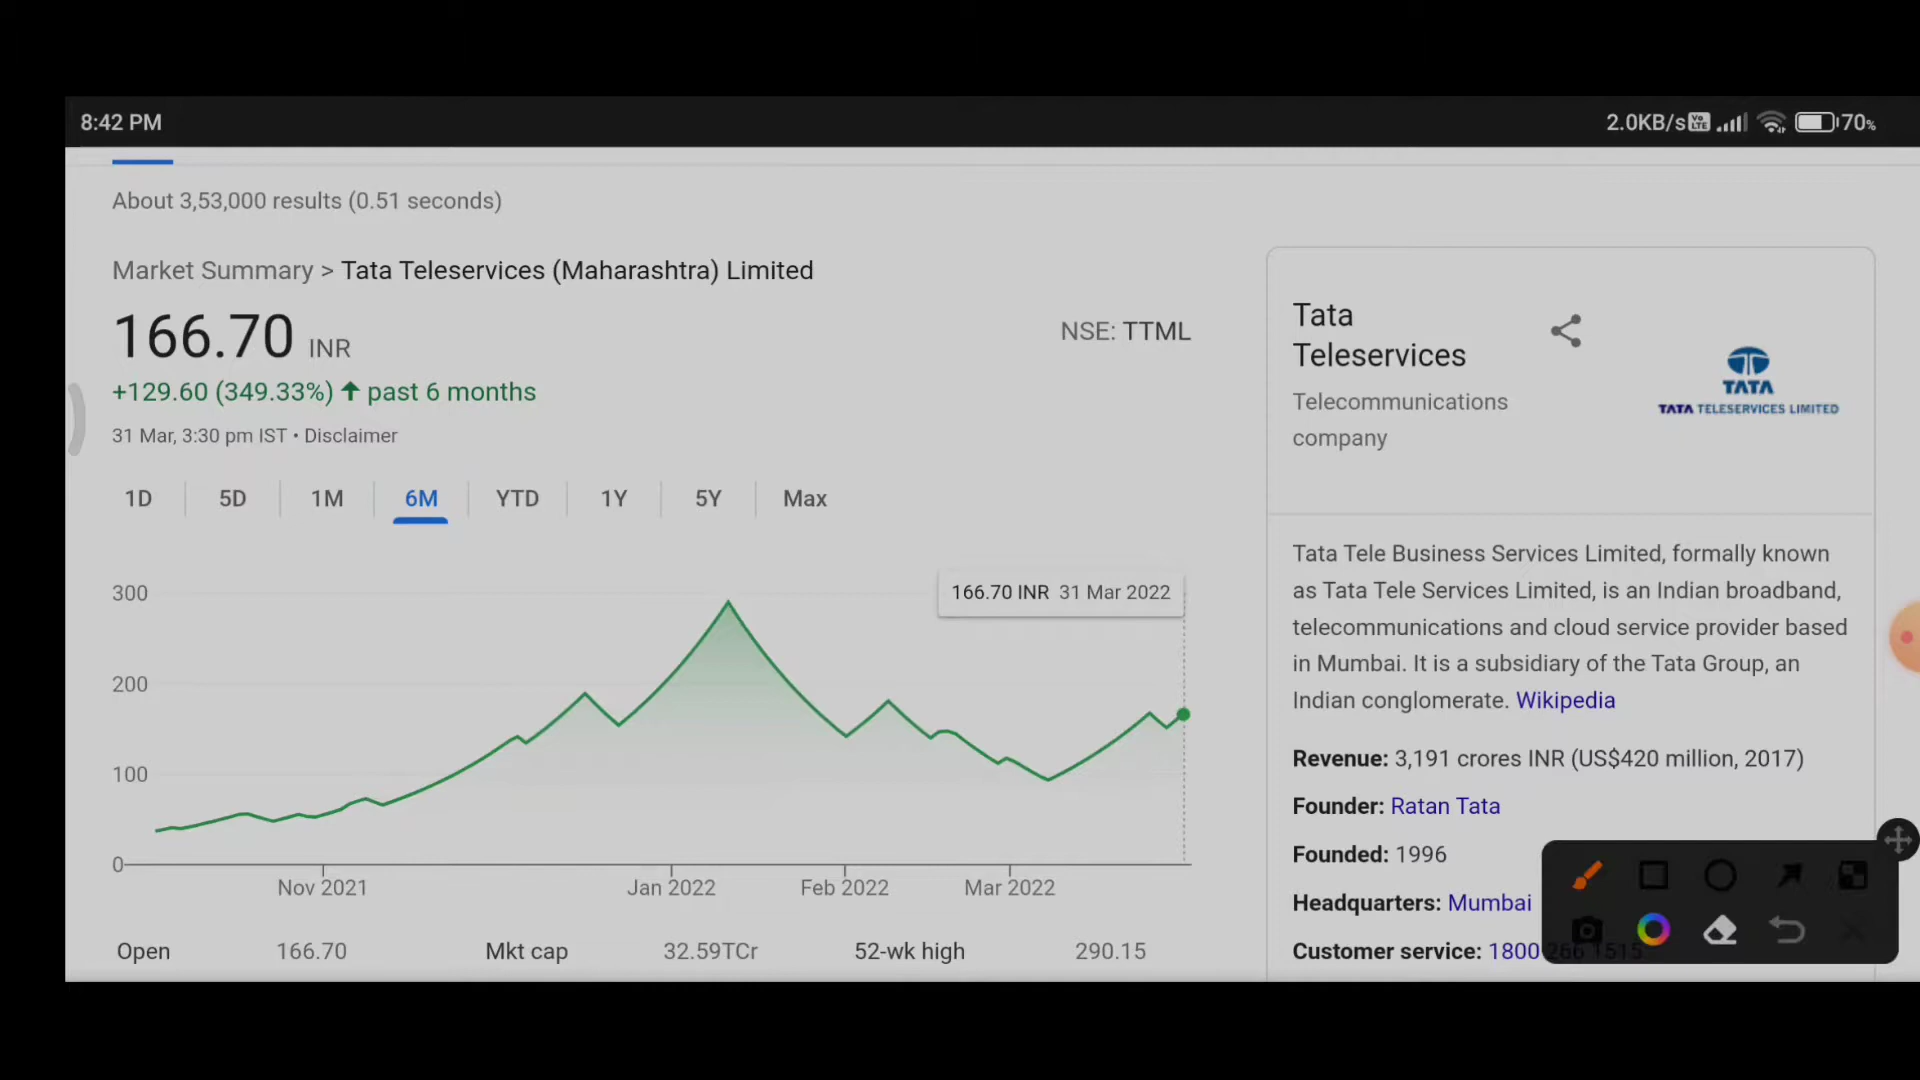 8:42 PM
2.0KB/s Vo LTE 70%
About 3,53,000 results (0.51 seconds)
Market Summary > Tata Teleservices (Maharashtra) Limited
166.70 INR
NSE: TTML
+129.60 (349.33%) ↑ past 6 months
31 Mar, 3:30 pm IST • Disclaimer
1D 5D 1M 6M YTD 1Y 5Y Max
166.70 INR 31 Mar 2022
300
200
100
0
Nov 2021 Jan 2022 Feb 2022 Mar 2022
Open 166.70 Mkt cap 32.59TCr 52-wk high 290.15
Tata
Teleservices
Telecommunications
company
TATA
TATA TELESERVICES LIMITED
Tata Tele Business Services Limited, formally known
as Tata Tele Services Limited, is an Indian broadband,
telecommunications and cloud service provider based
in Mumbai. It is a subsidiary of the Tata Group, an
Indian conglomerate. Wikipedia
Revenue: 3,191 crores INR (US$420 million, 2017)
Founder: Ratan Tata
Founded: 1996
Headquarters: Mumbai
Customer service: 1800 266 1515